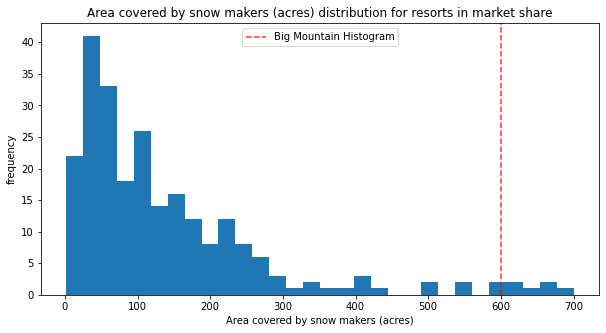 Area covered by snow makers (acres) distribution for resorts in market share
Big Mountain Histogram
frequency
40
35
30
25
20
15
10
5
0
0 100 200 300 400 500 600 700
Area covered by snow makers (acres)